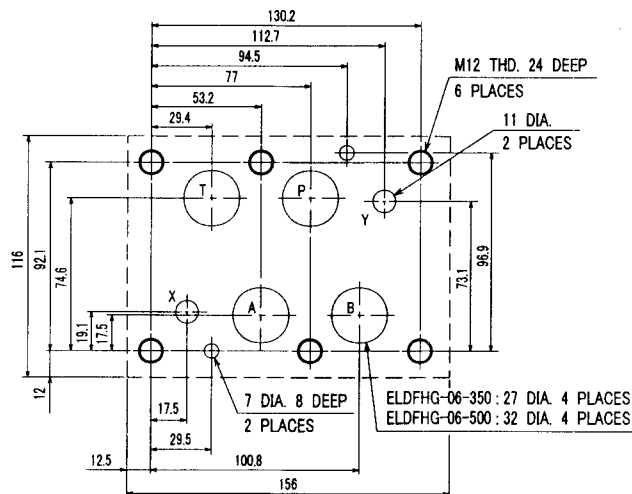 130.2
112.7
94.5
77
53.2
29.4
M12 THD. 24 DEEP
6 PLACES
11 DIA.
2 PLACES
T
P
Y
116
92.1
74.6
73.1
96.9
X
A
B
19.1
17.5
12
7 DIA. 8 DEEP
2 PLACES
ELDFHG-06-350 : 27 DIA. 4 PLACES
ELDFHG-06-500 : 32 DIA. 4 PLACES
17.5
29.5
12.5
100.8
156